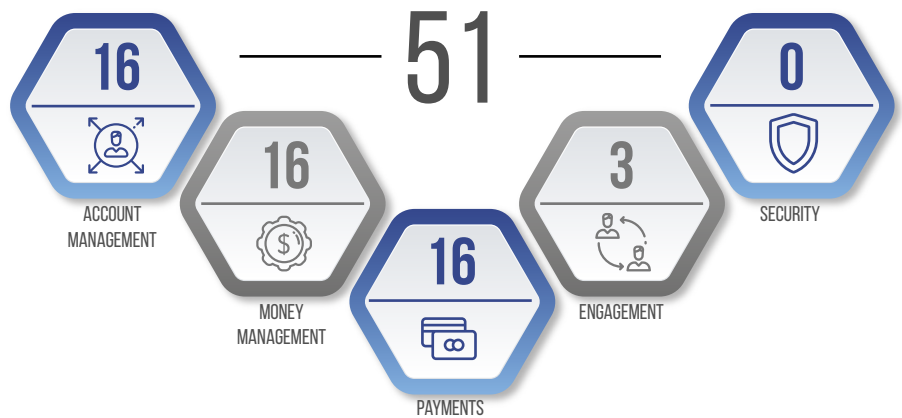 51
16
ACCOUNT
MANAGEMENT
16
$
MONEY
MANAGEMENT
16
PAYMENTS
3
ENGAGEMENT
0
SECURITY